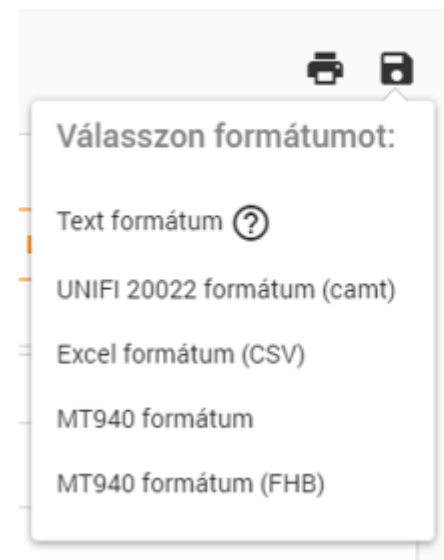 Válasszon formátumot:
Text formátum ?
UNIFI 20022 formátum (camt)
Excel formátum (CSV)
MT940 formátum
MT940 formátum (FHB)